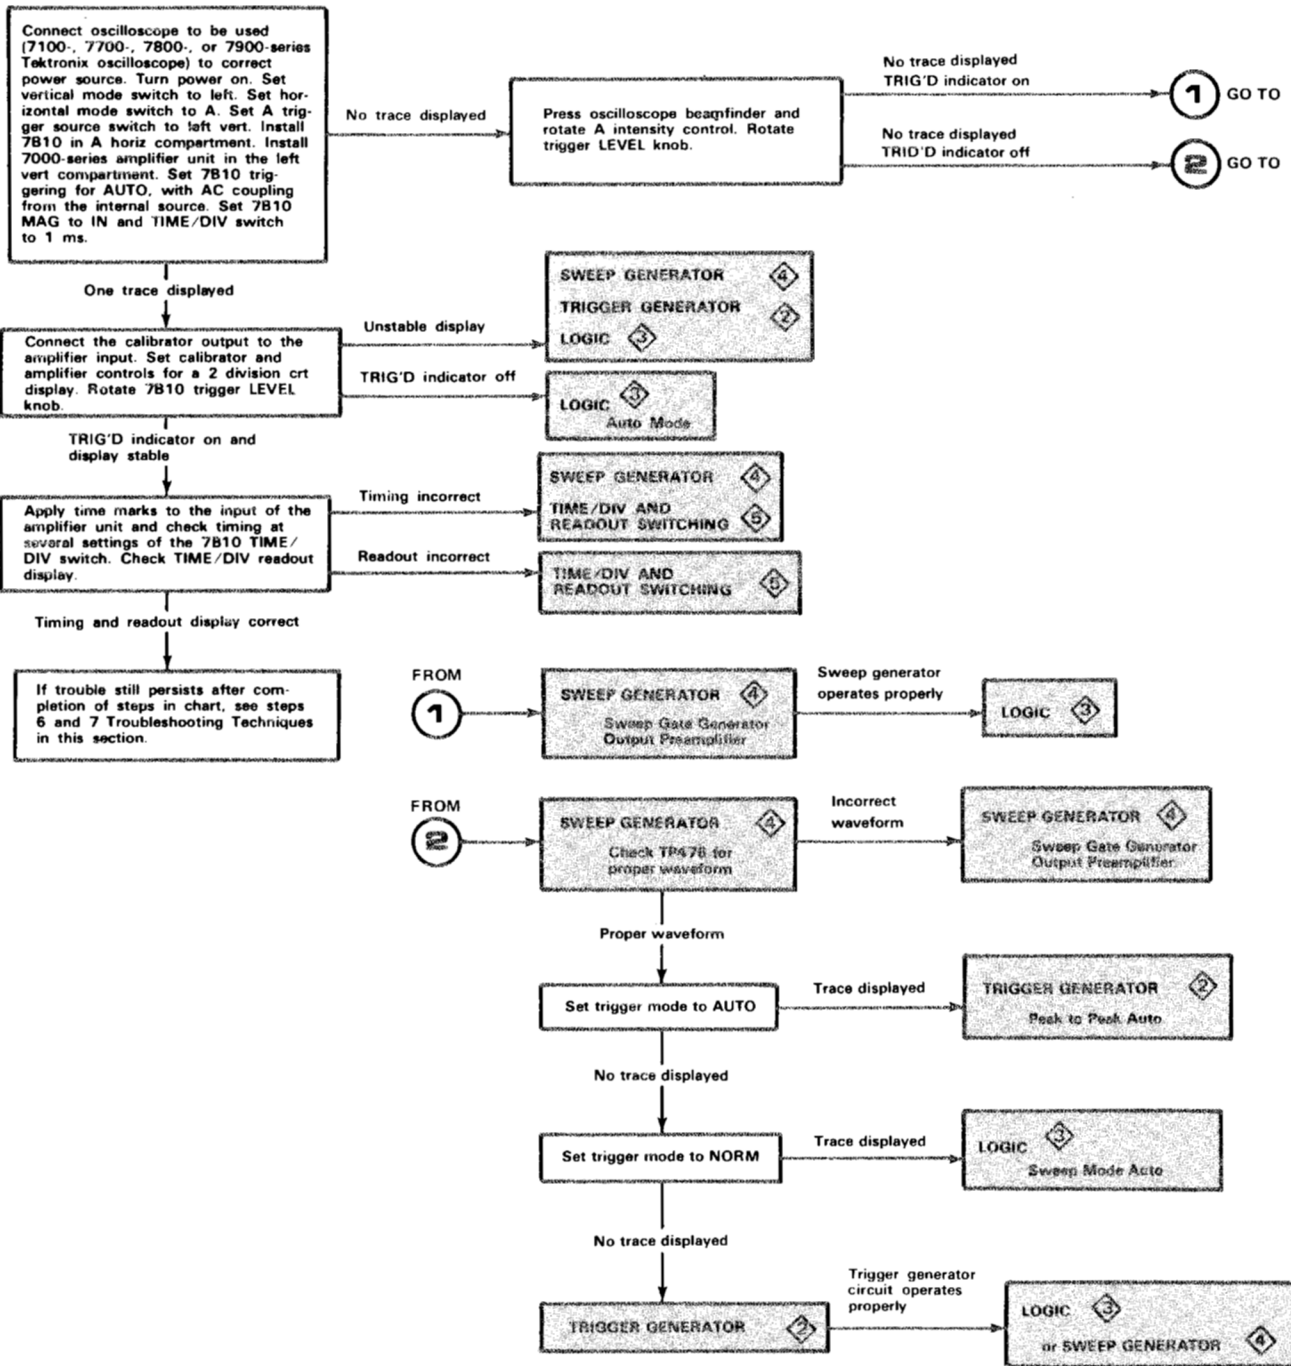 Connect oscilloscope to be used
(7100-, 7700-, 7800-, or 7900-series
Tektronix oscilloscope) to correct
power source. Turn power on. Set
vertical mode switch to left. Set hor-
izontal mode switch to A. Set A trig-
ger source switch to left vert. Install
7B10 in A horiz compartment. Install
7000-series amplifier unit in the left
vert compartment. Set 7B10 trig-
gering for AUTO, with AC coupling
from the internal source. Set 7B10
MAG to IN and TIME/DIV switch
to 1 ms.
No trace displayed
Press oscilloscope beamfinder and
rotate A intensity control. Rotate
trigger LEVEL knob.
No trace displayed
TRIG'D indicator on
1 GO TO
No trace displayed
TRID'D indicator off
2 GO TO
One trace displayed
Connect the calibrator output to the
amplifier input. Set calibrator and
amplifier controls for a 2 division crt
display. Rotate 7B10 trigger LEVEL
knob.
Unstable display
SWEEP GENERATOR 4
TRIGGER GENERATOR 2
LOGIC 3
TRIG'D indicator off
LOGIC 3
Auto Mode
TRIG'D indicator on and
display stable
Apply time marks to the input of the
amplifier unit and check timing at
several settings of the 7B10 TIME/
DIV switch. Check TIME/DIV readout
display.
Timing incorrect
SWEEP GENERATOR 4
TIME/DIV AND
READOUT SWITCHING 5
Readout incorrect
TIME/DIV AND
READOUT SWITCHING 5
Timing and readout display correct
If trouble still persists after com-
pletion of steps in chart, see steps
6 and 7 Troubleshooting Techniques
in this section.
FROM
1
SWEEP GENERATOR 4
Sweep Gate Generator
Output Preamplifier
Sweep generator
operates properly
LOGIC 3
FROM
2
SWEEP GENERATOR 4
Check TP476 for
proper waveform
Incorrect
waveform
SWEEP GENERATOR 4
Sweep Gate Generator
Output Preamplifier
Proper waveform
Set trigger mode to AUTO
Trace displayed
TRIGGER GENERATOR 2
Peak to Peak Auto
No trace displayed
Set trigger mode to NORM
Trace displayed
LOGIC 3
Sweep Mode Auto
No trace displayed
TRIGGER GENERATOR 2
Trigger generator
circuit operates
properly
LOGIC 3
or SWEEP GENERATOR 4